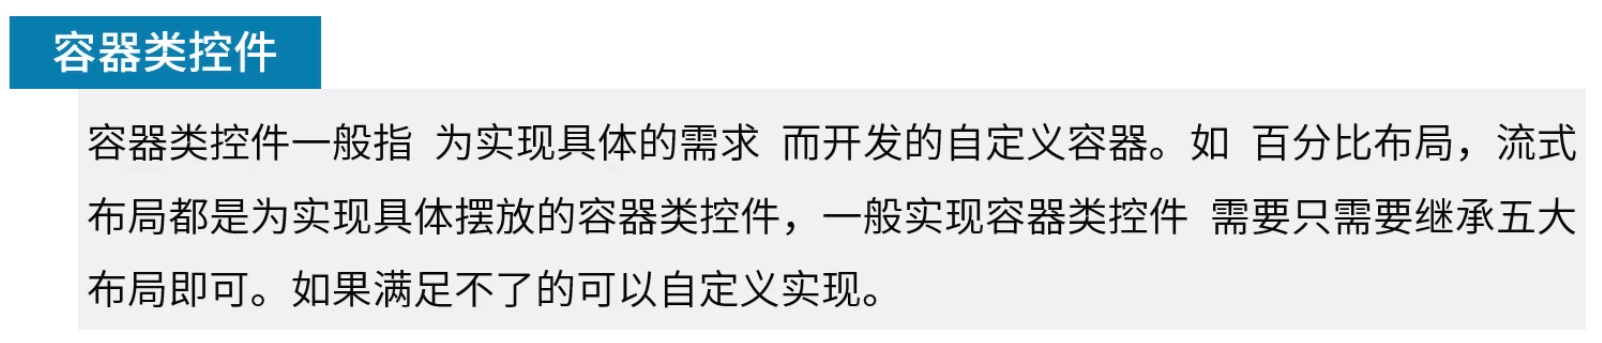 容器类控件
容器类控件一般指 为实现具体的需求 而开发的自定义容器。如 百分比布局，流式
布局都是为实现具体摆放的容器类控件，一般实现容器类控件 需要只需要继承五大
布局即可。如果满足不了的可以自定义实现。